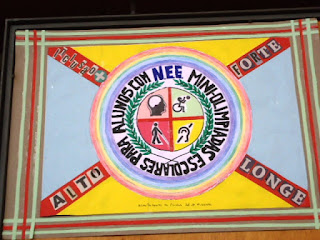 FORTE
MINI-OLIMPÍADAS ESCOLARES PARA ALUNOS COM NEE
ALTO
LONGE